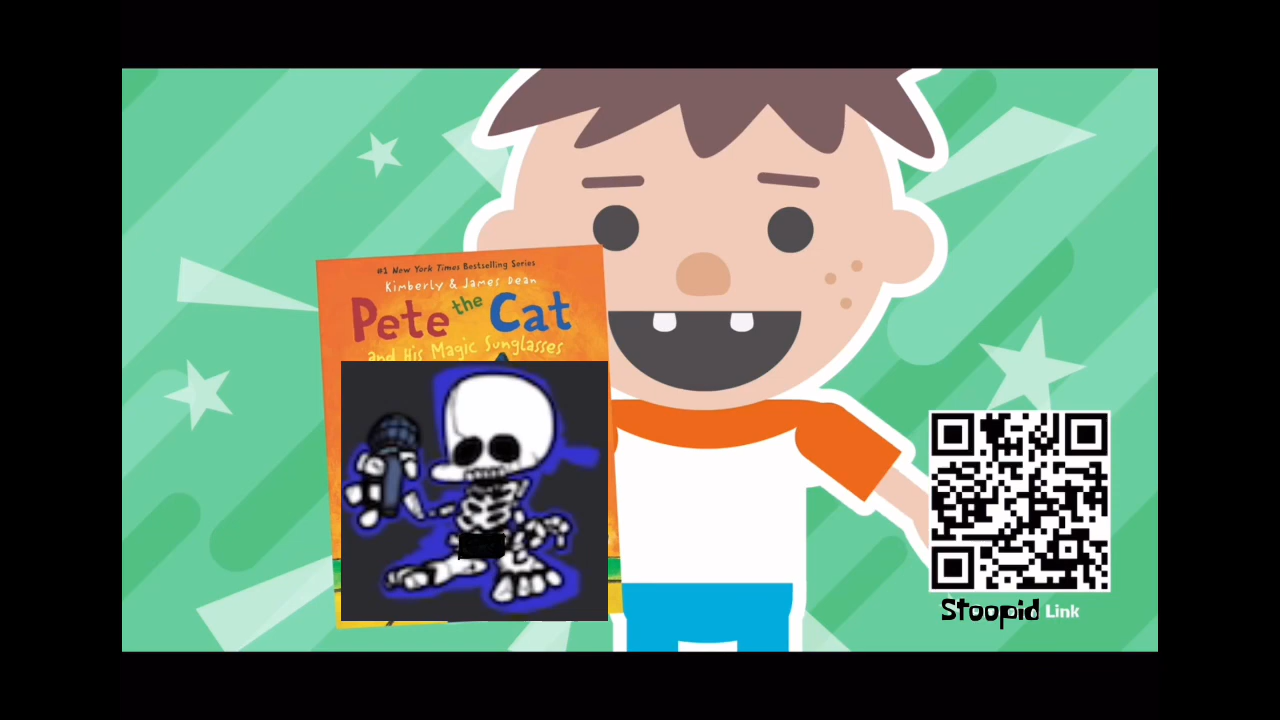 #1 New York Times Bestselling Series
Kimberly & James Dean
Pete the Cat
and His Magic Sunglasses
Stoopid Link